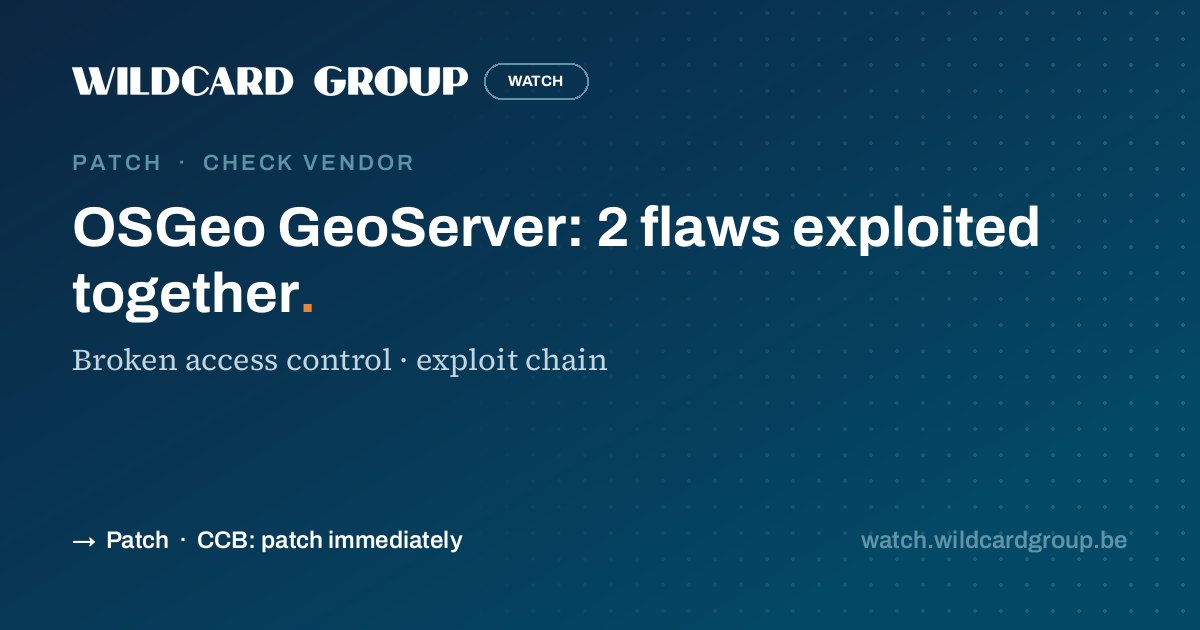 WILDCARD GROUP WATCH
PATCH · CHECK VENDOR
OSGeo GeoServer: 2 flaws exploited
together.
Broken access control · exploit chain
→ Patch · CCB: patch immediately
watch.wildcardgroup.be